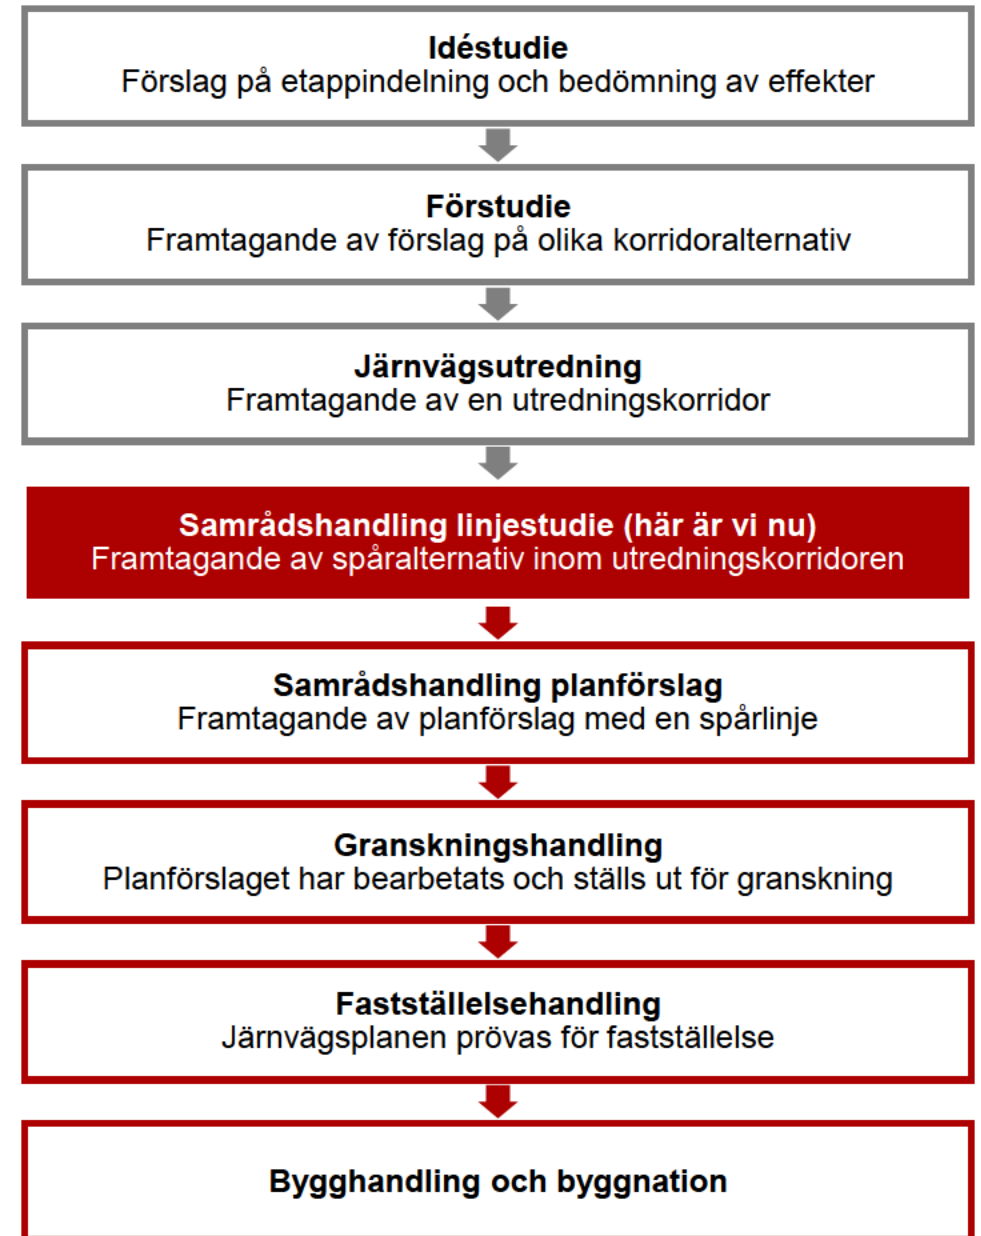 Idéstudie
Förslag på etappindelning och bedömning av effekter
Förstudie
Framtagande av förslag på olika korridoralternativ
Järnvägsutredning
Framtagande av en utredningskorridor
Samrådshandling linjestudie (här är vi nu)
Framtagande av spåralternativ inom utredningskorridoren
Samrådshandling planförslag
Framtagande av planförslag med en spårlinje
Granskningshandling
Planförslaget har bearbetats och ställs ut för granskning
Fastställelsehandling
Järnvägsplanen prövas för fastställelse
Bygghandling och byggnation